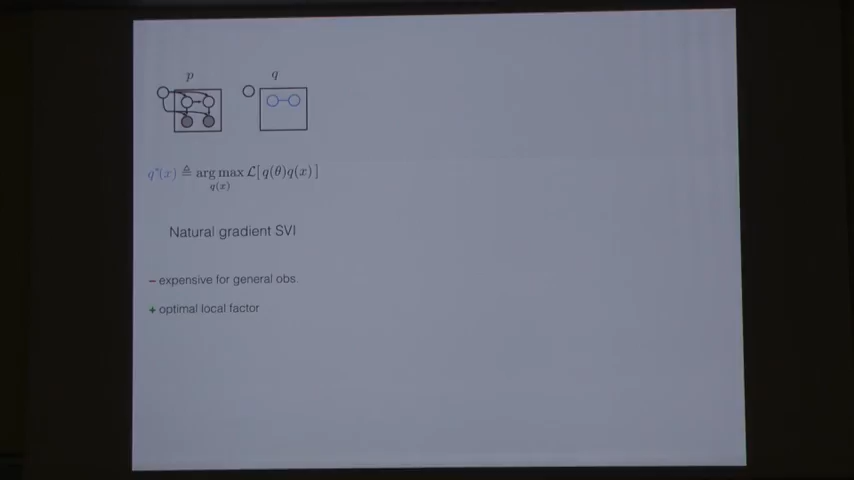 p q
q*(x) ≜ arg max L[ q(θ)q(x) ]
q(x)
Natural gradient SVI
– expensive for general obs.
+ optimal local factor